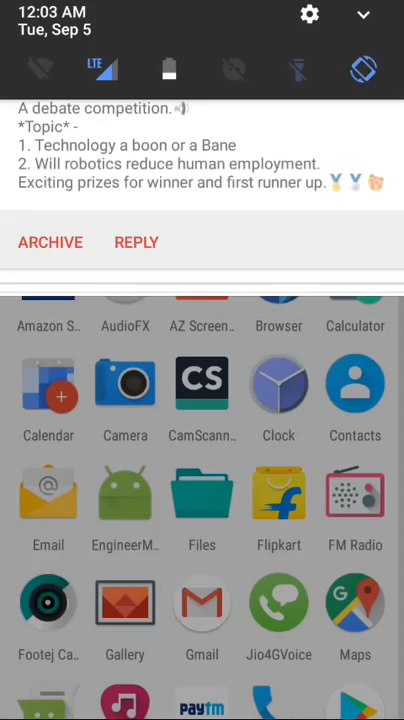 12:03 AM
Tue, Sep 5
LTE
A debate competition.
*Topic* -
1. Technology a boon or a Bane
2. Will robotics reduce human employment.
Exciting prizes for winner and first runner up.
ARCHIVE REPLY
Amazon S.. AudioFX AZ Screen.. Browser Calculator
CS
Calendar Camera CamScann.. Clock Contacts
@
Email EngineerM.. Files Flipkart FM Radio
G
Footej Ca.. Gallery Gmail Jio4GVoice Maps
paytm